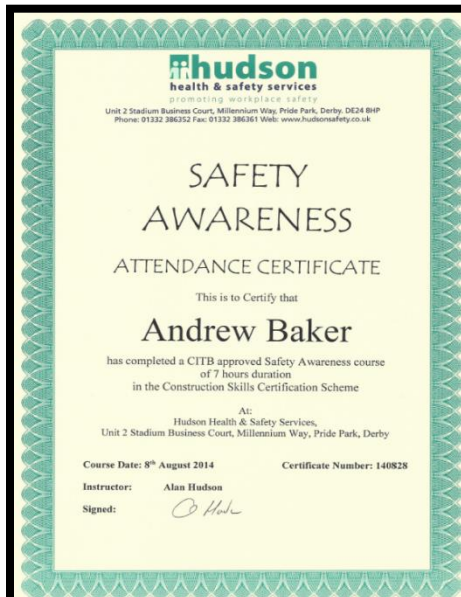 hudson
health & safety services
promoting workplace safety
Unit 2 Stadium Business Court, Millennium Way, Pride Park, Derby. DE24 8HP
Phone: 01332 386352 Fax: 01332 386361 Web: www.hudsonsafety.co.uk
SAFETY
AWARENESS
ATTENDANCE CERTIFICATE
This is to Certify that
Andrew Baker
has completed a CITB approved Safety Awareness course
of 7 hours duration
in the Construction Skills Certification Scheme
At:
Hudson Health & Safety Services,
Unit 2 Stadium Business Court, Millennium Way, Pride Park, Derby
Course Date: 8th August 2014 Certificate Number: 140828
Instructor: Alan Hudson
Signed: